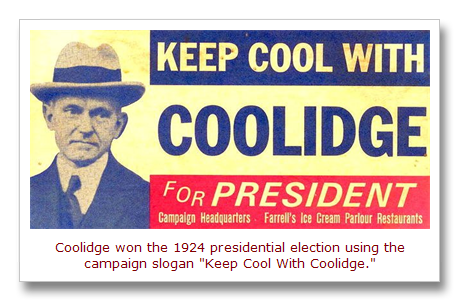 KEEP COOL WITH
COOLIDGE
FOR PRESIDENT
Campaign Headquarters - Farrell's Ice Cream Parlour Restaurants
Coolidge won the 1924 presidential election using the
campaign slogan "Keep Cool With Coolidge."